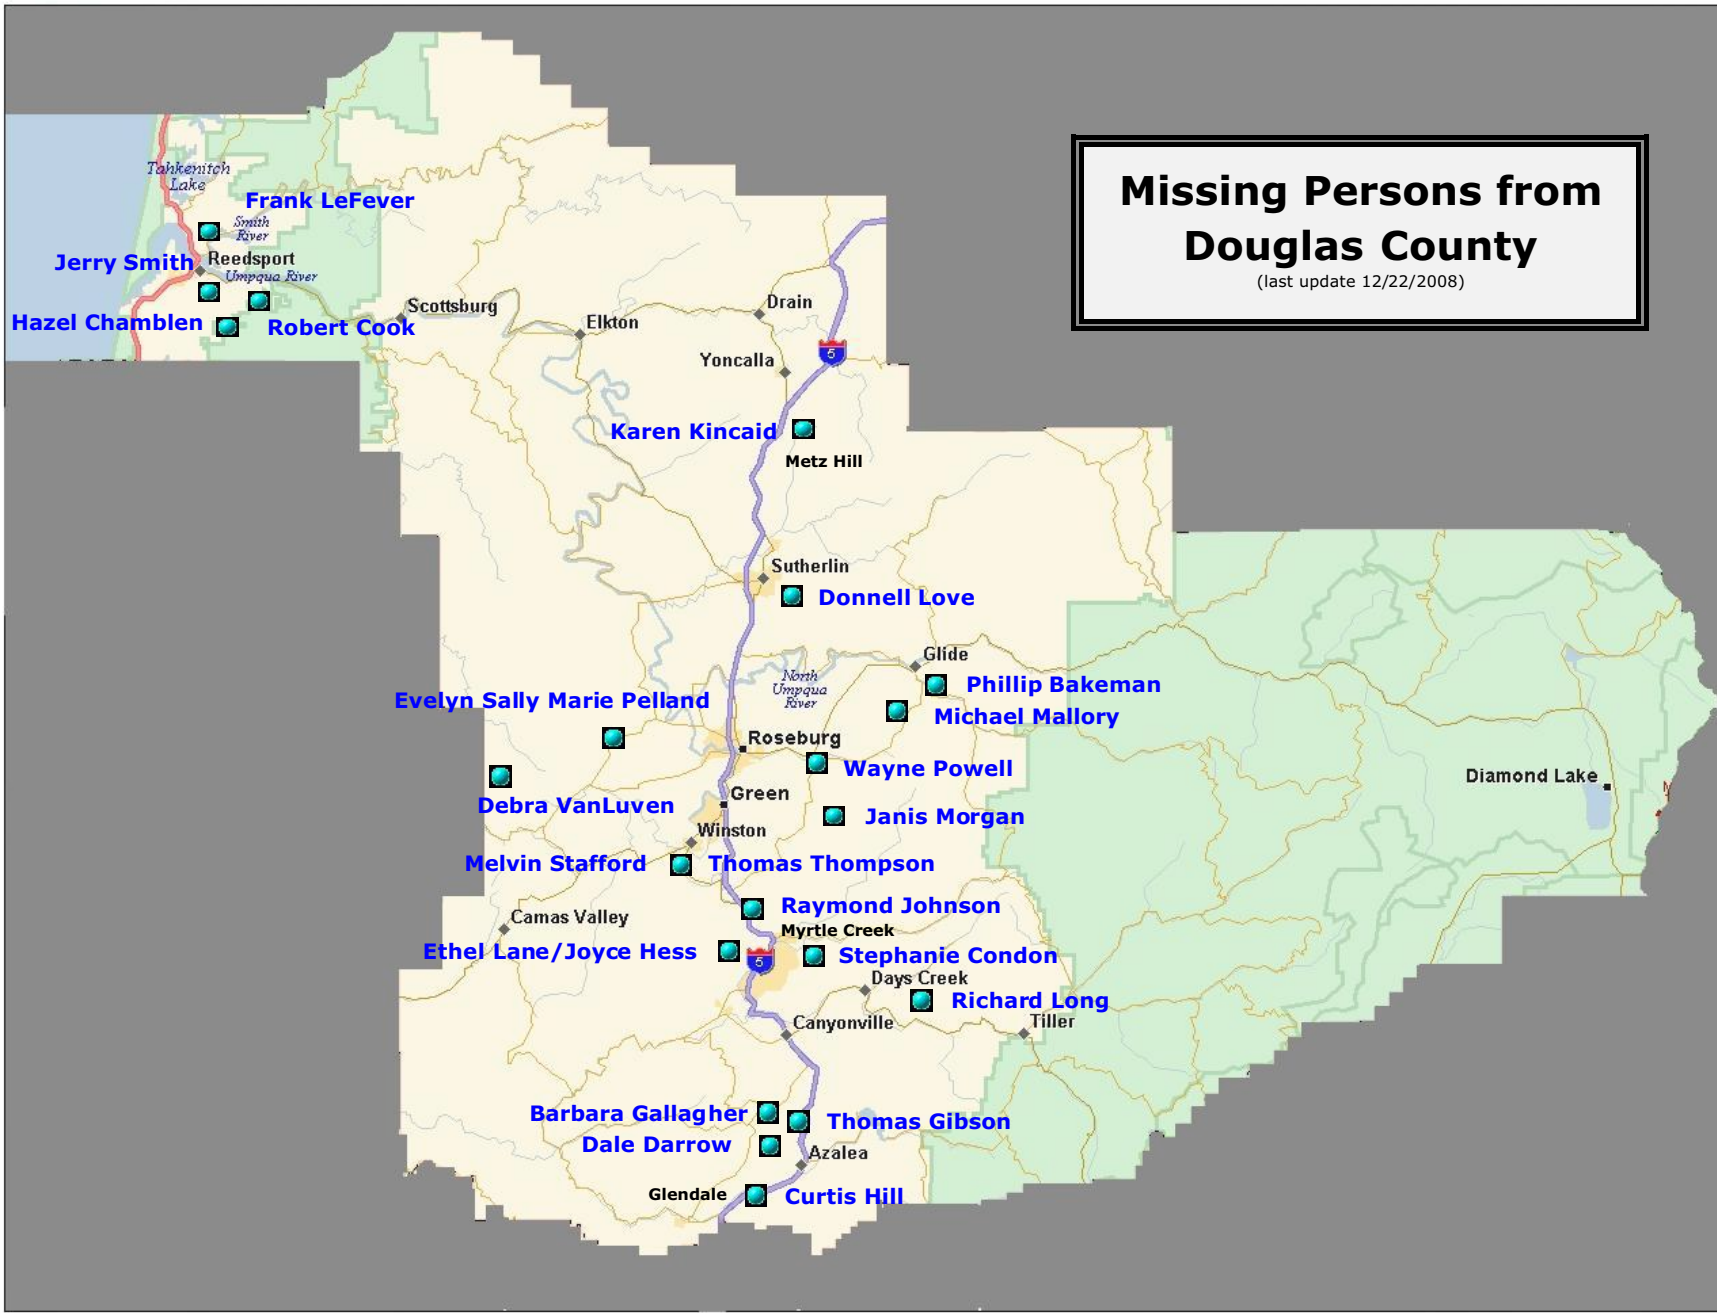 Missing Persons from
Douglas County
(last update 12/22/2008)
Tahkenitch
Lake
Frank LeFever
Smith
River
Jerry Smith
Reedsport
Umpqua River
Hazel Chamblen
Robert Cook
Scottsburg
Elkton
Drain
Yoncalla
5
Karen Kincaid
Metz Hill
Sutherlin
Donnell Love
Glide
North
Umpqua
River
Phillip Bakeman
Evelyn Sally Marie Pelland
Michael Mallory
Roseburg
Wayne Powell
Diamond Lake
Debra VanLuven
Green
Janis Morgan
Winston
Melvin Stafford
Thomas Thompson
Raymond Johnson
Camas Valley
Myrtle Creek
Ethel Lane/Joyce Hess
5
Stephanie Condon
Days Creek
Richard Long
Canyonville
Tiller
Barbara Gallagher
Thomas Gibson
Dale Darrow
Azalea
Glendale
Curtis Hill